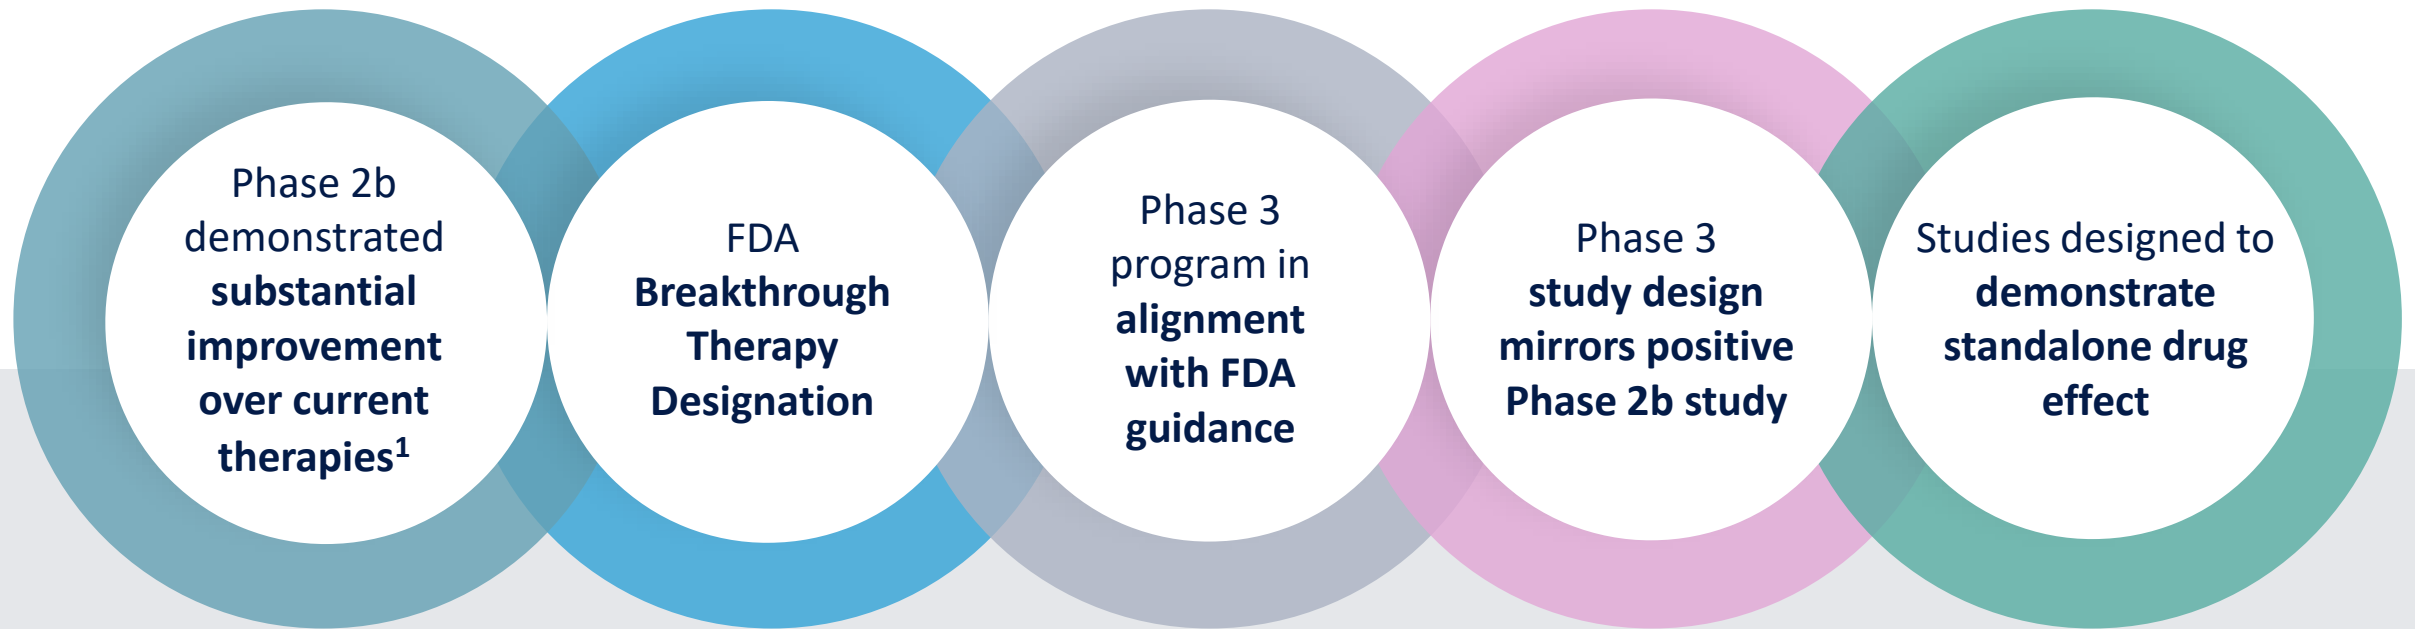 Phase 2b
demonstrated
substantial
improvement
over current
therapies¹
FDA
Breakthrough
Therapy
Designation
Phase 3
program in
alignment
with FDA
guidance
Phase 3
study design
mirrors positive
Phase 2b study
Studies designed to
demonstrate
standalone drug
effect